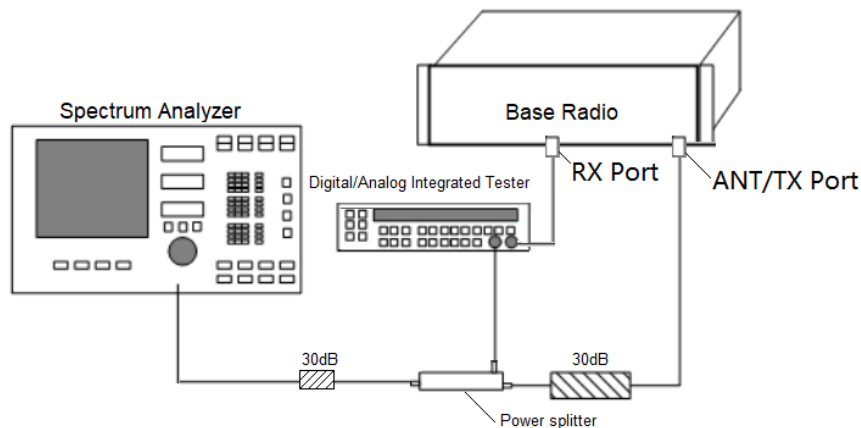 Spectrum Analyzer
Base Radio
RX Port
ANT/TX Port
Digital/Analog Integrated Tester
30dB
30dB
Power splitter